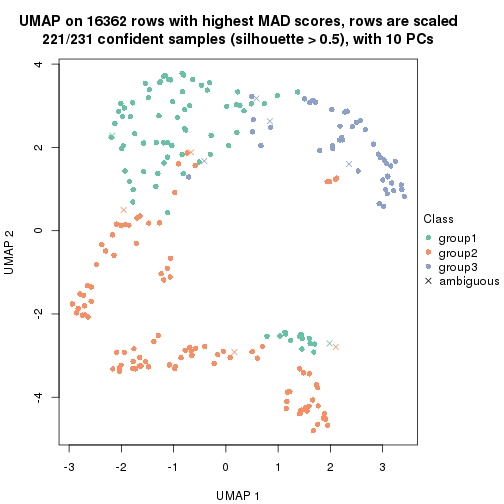 UMAP on 16362 rows with highest MAD scores, rows are scaled
221/231 confident samples (silhouette > 0.5), with 10 PCs
4
2
0
-2
-4
UMAP 2
-3
-2
-1
0
1
2
3
UMAP 1
Class
group1
group2
group3
ambiguous